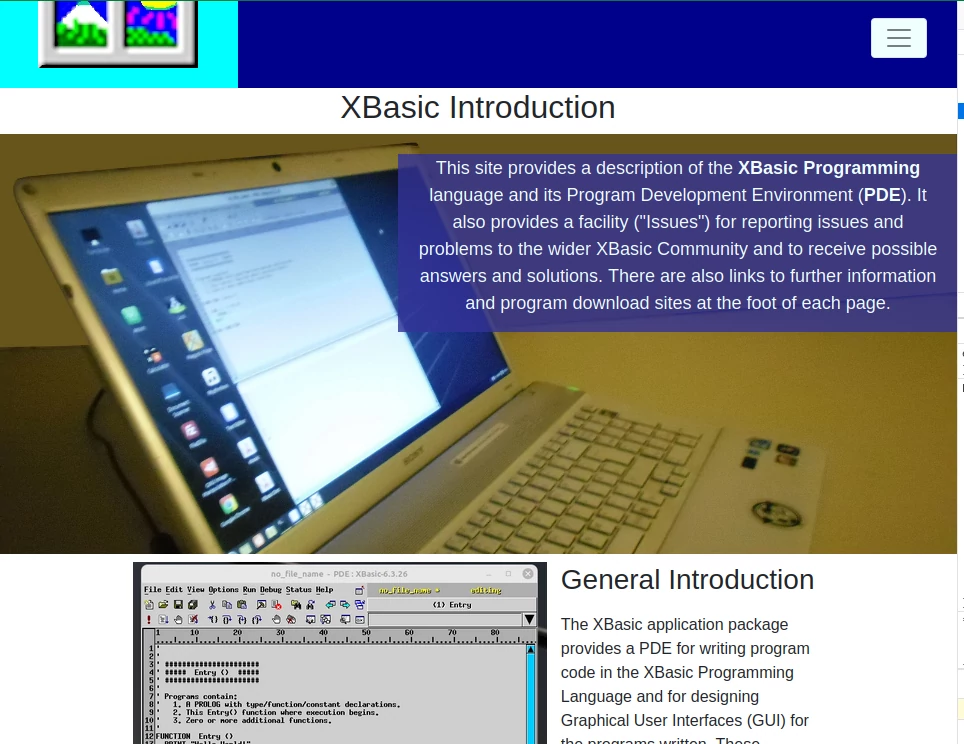 XBasic Introduction
This site provides a description of the XBasic Programming
language and its Program Development Environment (PDE). It
also provides a facility ("Issues") for reporting issues and
problems to the wider XBasic Community and to receive possible
answers and solutions. There are also links to further information
and program download sites at the foot of each page.
no_file_name - PDE : XBasic-6.3.26
File Edit View Options Run Debug Status Help
no_file_name * editing
(1) Entry
1 10 20 30 40 50 60 70 80
1 '
2 '
3 ' ######################
4 ' ##### Entry () #####
5 ' ######################
6 '
7 ' Programs contain:
8 ' 1. A PROLOG with type/function/constant declarations.
9 ' 2. This Entry() function where execution begins.
10 ' 3. Zero or more additional functions.
11 '
12 FUNCTION Entry ()
General Introduction
The XBasic application package
provides a PDE for writing program
code in the XBasic Programming
Language and for designing
Graphical User Interfaces (GUI) for
the programs written. These